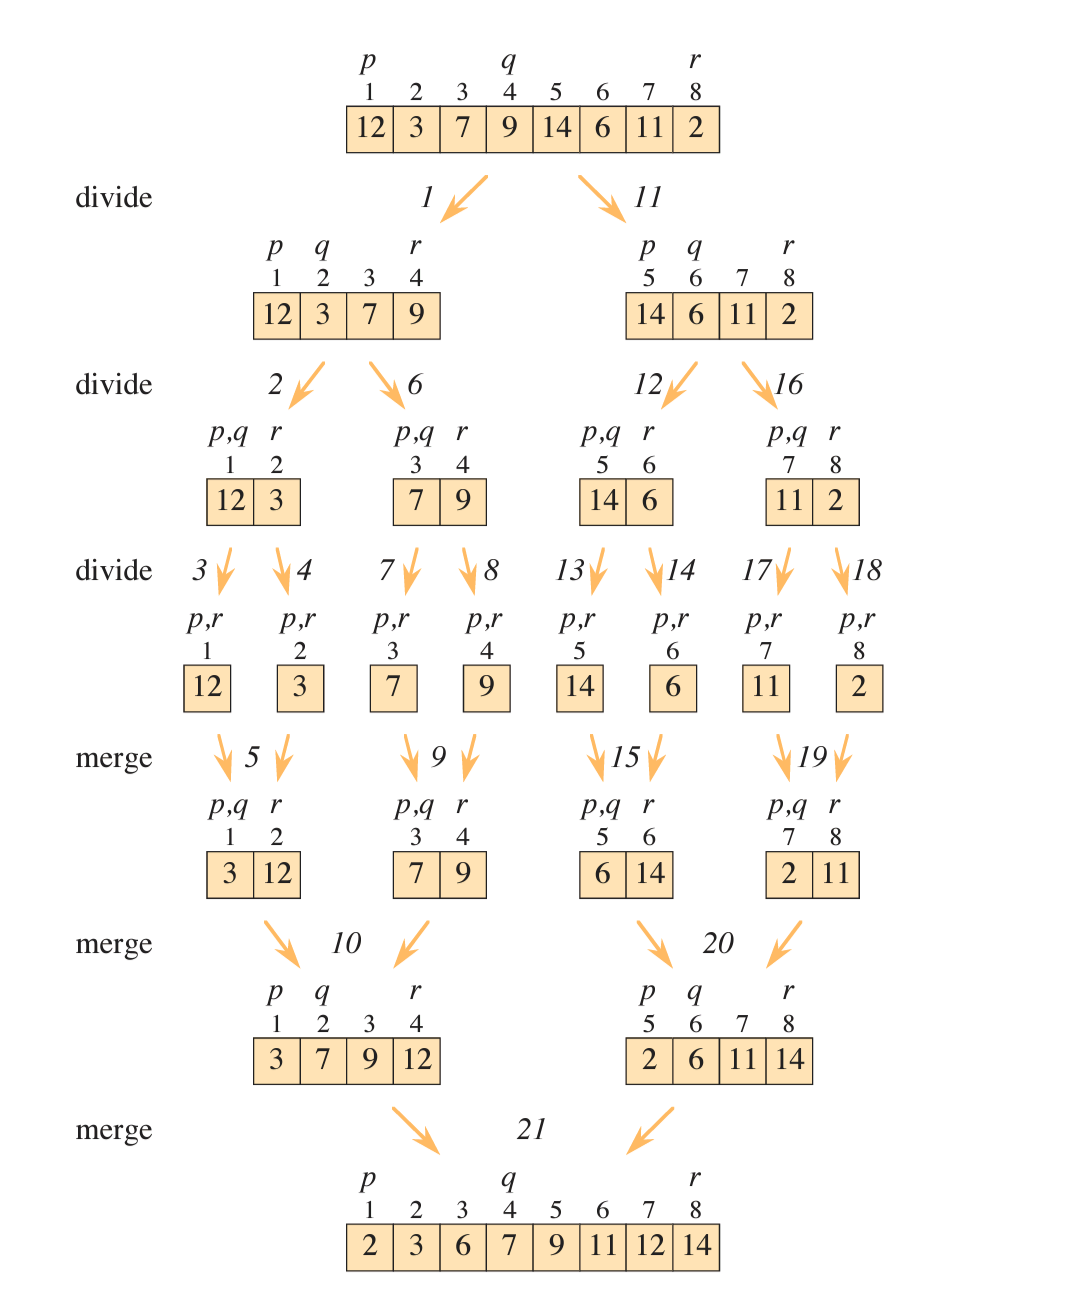 p q r
1 2 3 4 5 6 7 8
12 3 7 9 14 6 11 2
divide 1 11
p q r p q r
1 2 3 4 5 6 7 8
12 3 7 9 14 6 11 2
divide 2 6 12 16
p,q r p,q r p,q r p,q r
1 2 3 4 5 6 7 8
12 3 7 9 14 6 11 2
divide 3 4 7 8 13 14 17 18
p,r p,r p,r p,r p,r p,r p,r p,r
1 2 3 4 5 6 7 8
12 3 7 9 14 6 11 2
merge 5 9 15 19
p,q r p,q r p,q r p,q r
1 2 3 4 5 6 7 8
3 12 7 9 6 14 2 11
merge 10 20
p q r p q r
1 2 3 4 5 6 7 8
3 7 9 12 2 6 11 14
merge 21
p q r
1 2 3 4 5 6 7 8
2 3 6 7 9 11 12 14